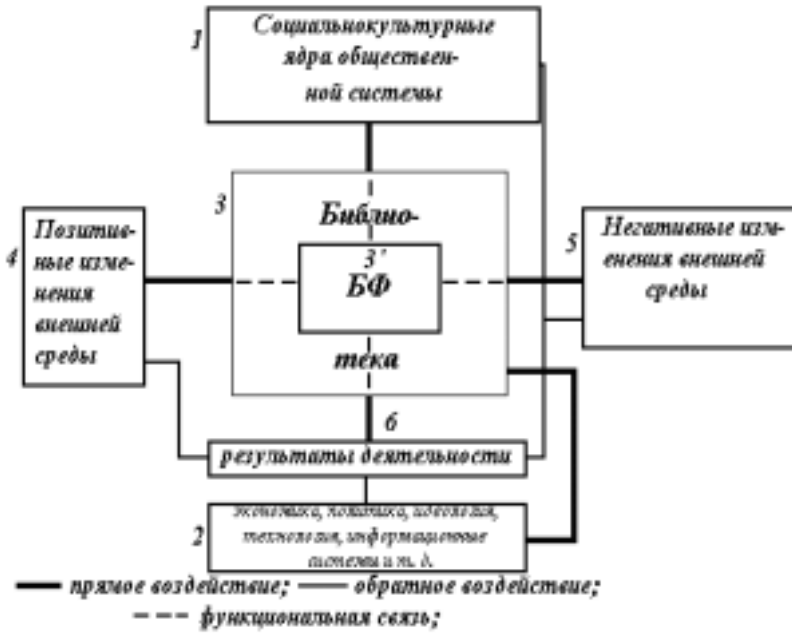 1
Социальнокультурные
ядра обществен-
ной системы
3
Библио-
4
Позитив-
ные изме-
нения
внешней
среды
3'
БФ
5
Негативные изм-
енения внешней
среды
тека
6
результаты деятельности
2
экономика, политика, идеология,
технология, информационные
системы и т. д.
прямое воздействие; обратное воздействие;
функциональная связь;